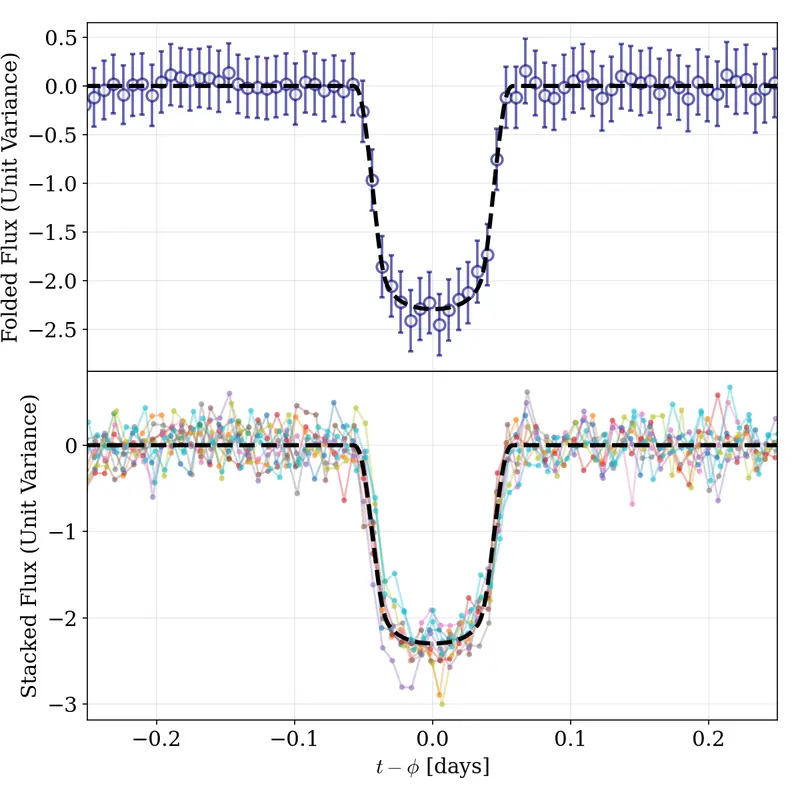 Folded Flux (Unit Variance)
0.5
0.0
−0.5
−1.0
−1.5
−2.0
−2.5
Stacked Flux (Unit Variance)
0
−1
−2
−3
−0.2 −0.1 0.0 0.1 0.2
t − ϕ [days]